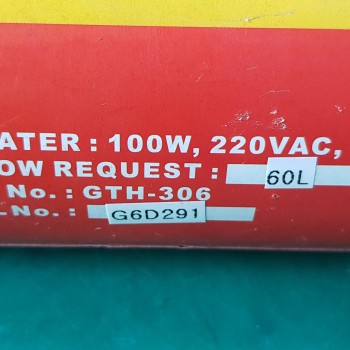 ATER : 100W, 220VAC,
OW REQUEST : 60L
No. : GTH-306
.No. : G6D291